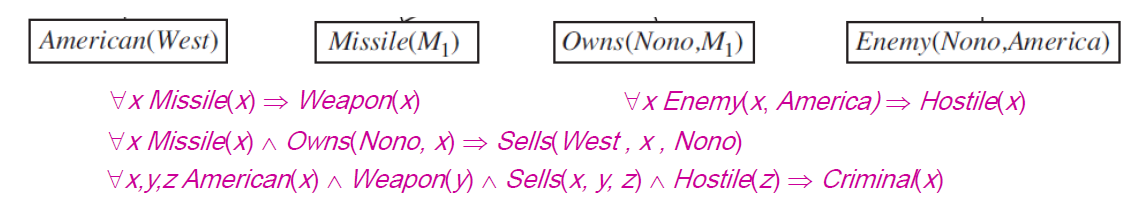 American(West) Missile(M₁) Owns(Nono,M₁) Enemy(Nono,America)
∀x Missile(x) ⇒ Weapon(x) ∀x Enemy(x, America) ⇒ Hostile(x)
∀x Missile(x) ∧ Owns(Nono, x) ⇒ Sells(West , x , Nono)
∀x,y,z American(x) ∧ Weapon(y) ∧ Sells(x, y, z) ∧ Hostile(z) ⇒ Criminal(x)